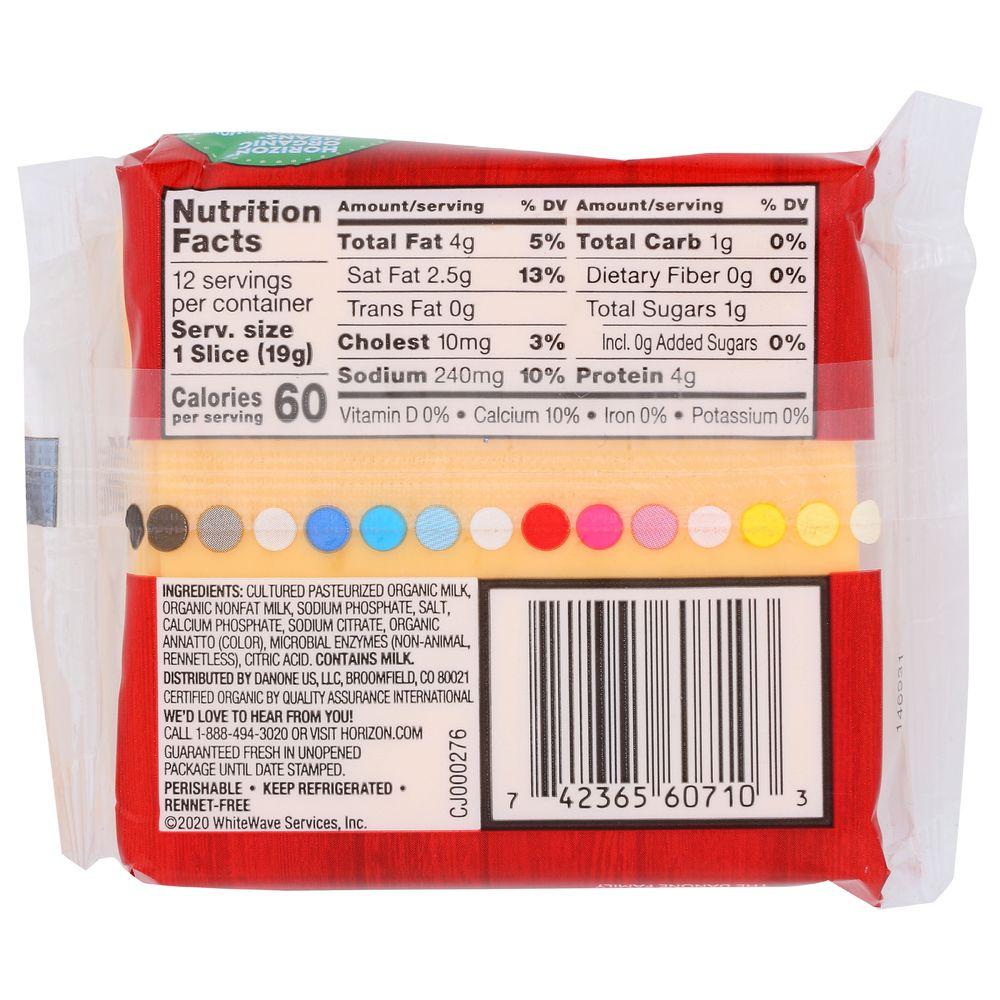 HORIZON
ORGANIC
Nutrition
Facts
12 servings
per container
Serv. size
1 Slice (19g)
Calories
per serving 60
Amount/serving % DV
Total Fat 4g 5%
Sat Fat 2.5g 13%
Trans Fat 0g
Cholest 10mg 3%
Sodium 240mg 10%
Amount/serving % DV
Total Carb 1g 0%
Dietary Fiber 0g 0%
Total Sugars 1g
Incl. 0g Added Sugars 0%
Protein 4g
Vitamin D 0% • Calcium 10% • Iron 0% • Potassium 0%
INGREDIENTS: CULTURED PASTEURIZED ORGANIC MILK,
ORGANIC NONFAT MILK, SODIUM PHOSPHATE, SALT,
CALCIUM PHOSPHATE, SODIUM CITRATE, ORGANIC
ANNATTO (COLOR), MICROBIAL ENZYMES (NON-ANIMAL,
RENNETLESS), CITRIC ACID. CONTAINS MILK.
DISTRIBUTED BY DANONE US, LLC, BROOMFIELD, CO 80021
CERTIFIED ORGANIC BY QUALITY ASSURANCE INTERNATIONAL
WE'D LOVE TO HEAR FROM YOU!
CALL 1-888-494-3020 OR VISIT HORIZON.COM
GUARANTEED FRESH IN UNOPENED
PACKAGE UNTIL DATE STAMPED.
PERISHABLE • KEEP REFRIGERATED •
RENNET-FREE
©2020 WhiteWave Services, Inc.
CJ000276
7 42365 60710 3
146931
THE DANONE FAMILY